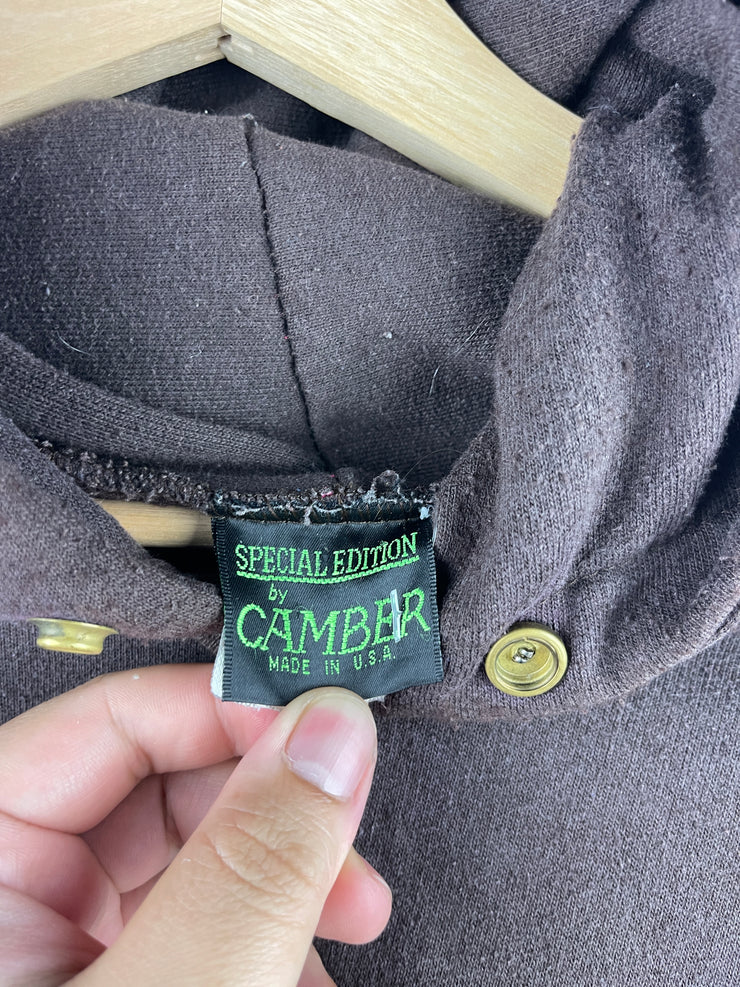 SPECIAL EDITION
by
CAMBER
MADE IN U.S.A.